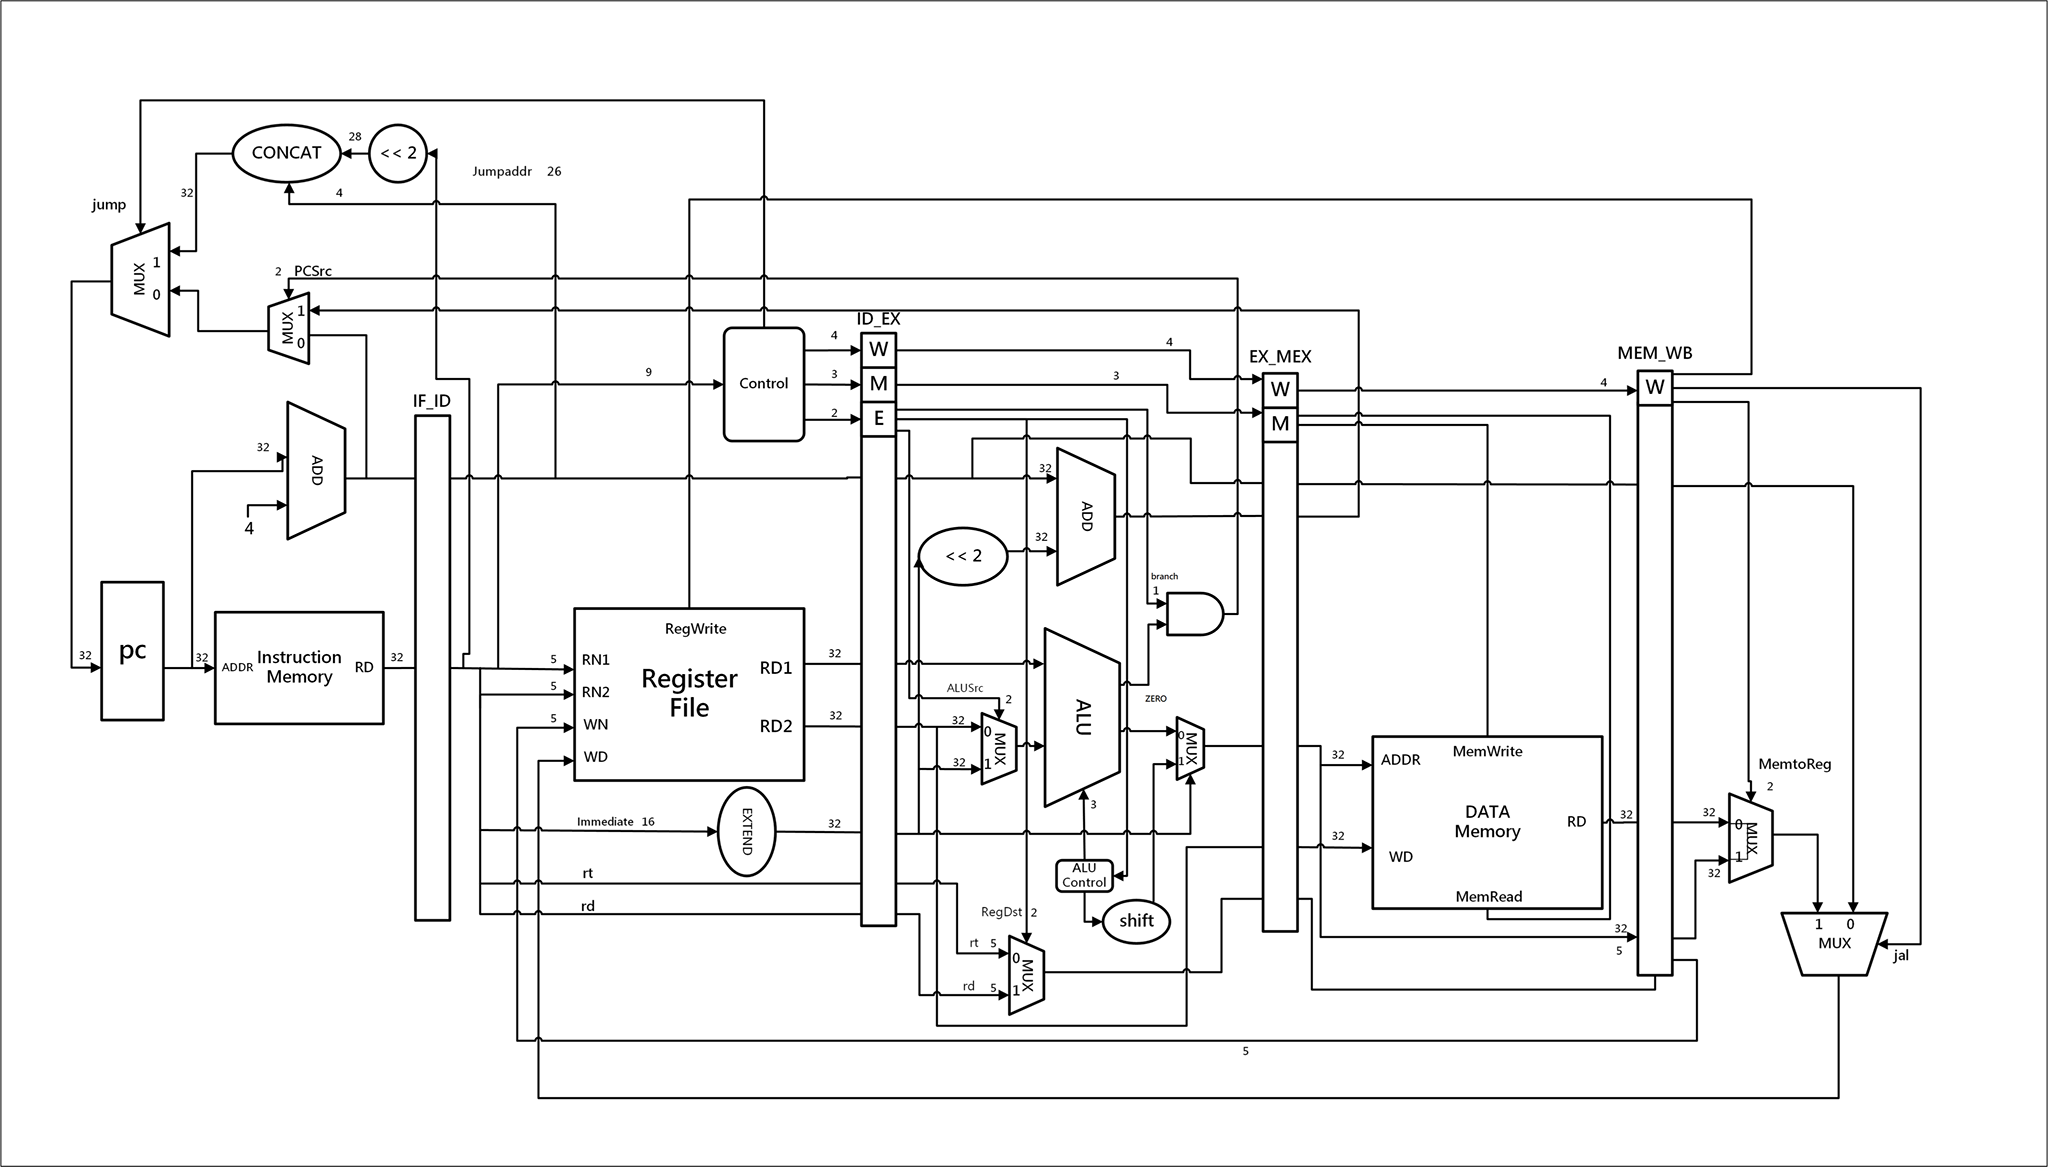 CONCAT
28
<< 2
Jumpaddr 26
32
4
jump
MUX
1
0
2
PCSrc
MUX
1
0
32
ADD
4
IF_ID
9
Control
4
3
2
ID_EX
W
M
E
4
3
EX_MEX
W
M
4
MEM_WB
W
32
ADD
32
<< 2
branch
1
32
pc
32
ADDR
Instruction
Memory
RD
32
RegWrite
Register
File
5
RN1
5
RN2
5
WN
WD
RD1
32
RD2
32
ALUSrc
2
32
0
MUX
32
1
ALU
ZERO
0
MUX
1
3
Immediate 16
EXTEND
32
ALU
Control
shift
rt
rd
RegDst 2
rt 5
0
MUX
rd 5
1
32
ADDR
MemWrite
DATA
Memory
RD
32
32
WD
MemRead
32
5
MemtoReg
2
32
0
MUX
1
32
1 0
MUX
jal
5